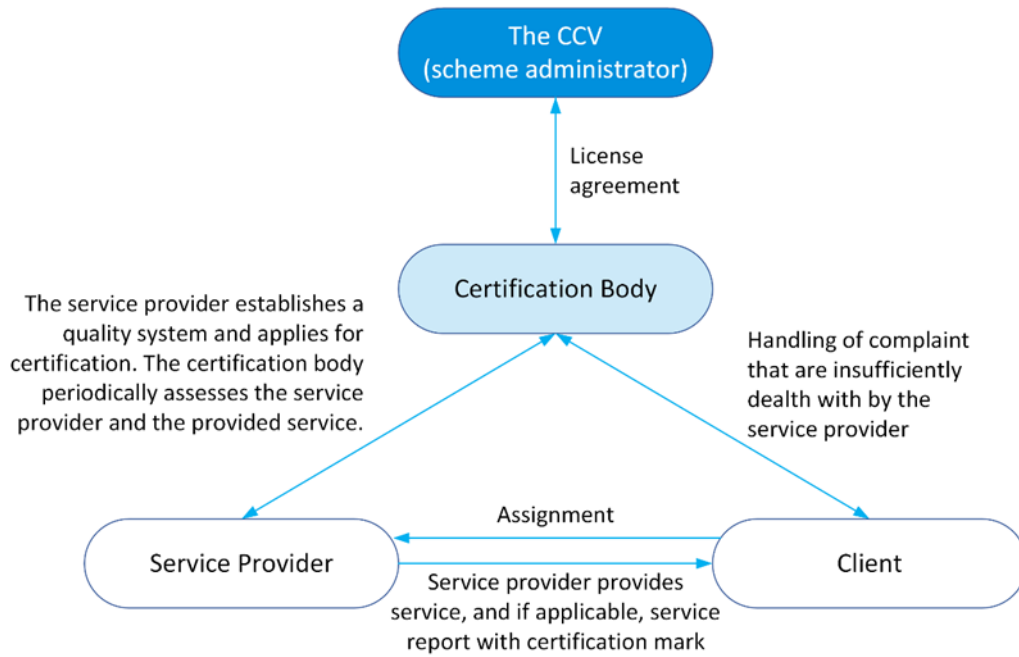 The CCV
(scheme administrator)
License
agreement
Certification Body
The service provider establishes a
quality system and applies for
certification. The certification body
periodically assesses the service
provider and the provided service.
Handling of complaint
that are insufficiently
dealth with by the
service provider
Assignment
Service Provider
Client
Service provider provides
service, and if applicable, service
report with certification mark